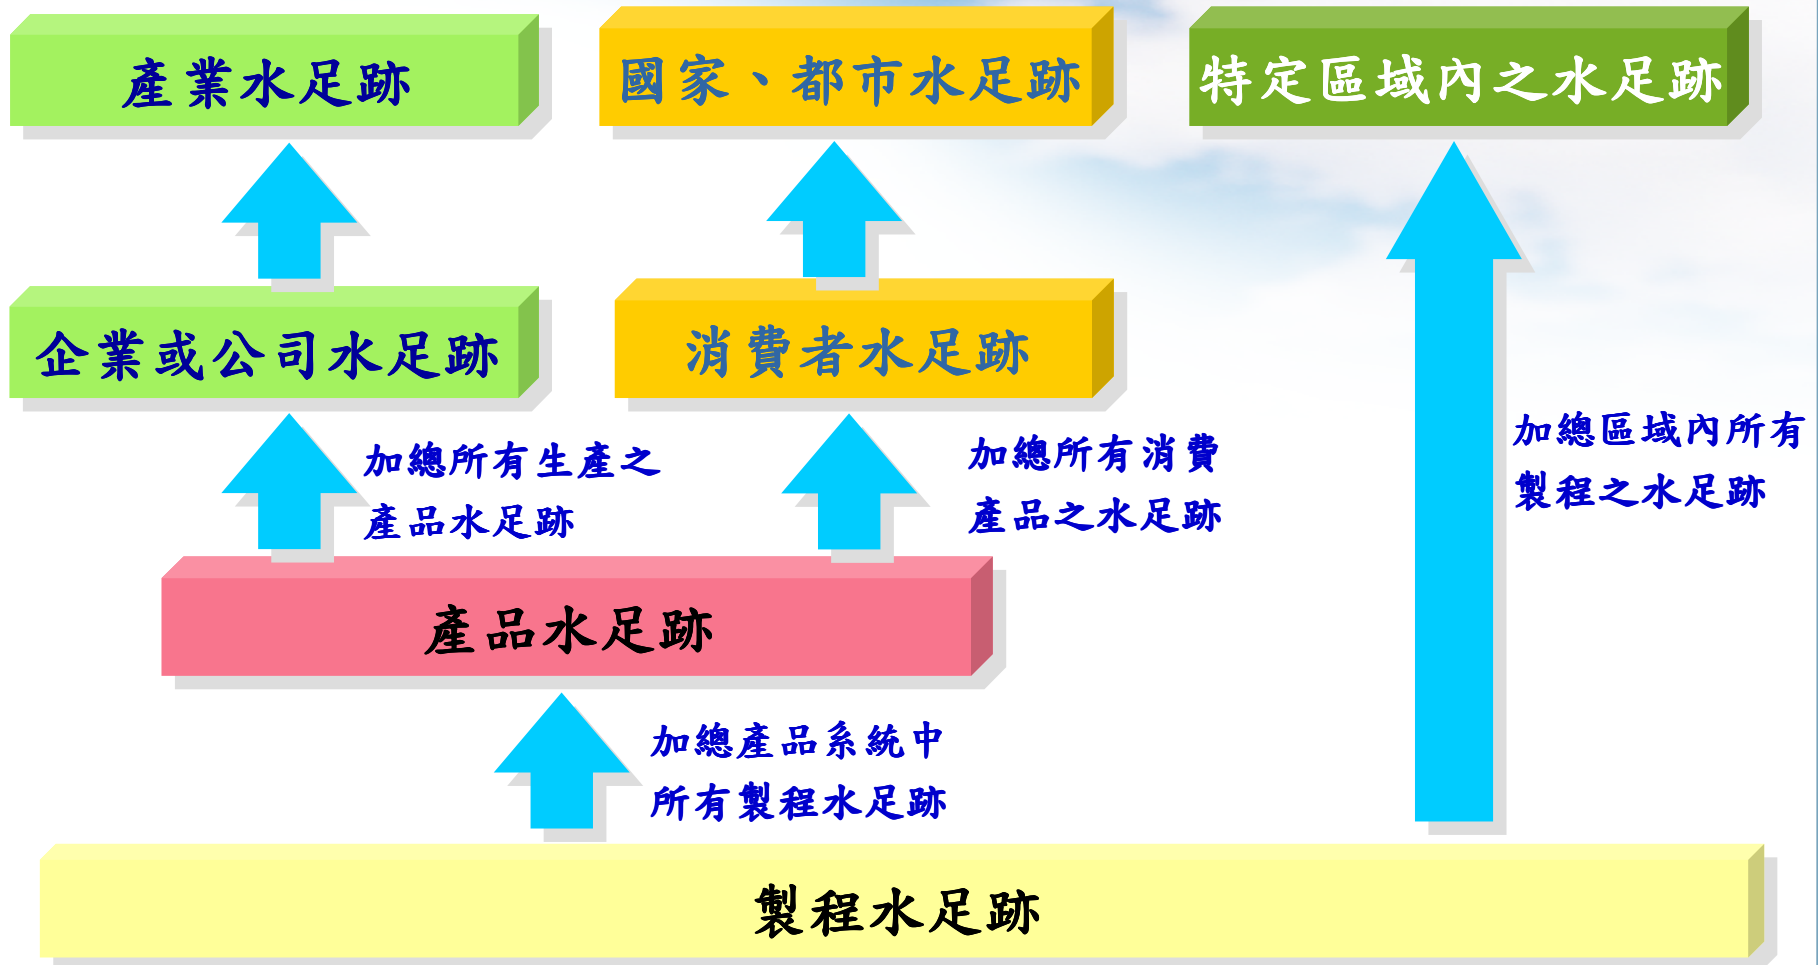 產業水足跡
國家、都市水足跡
特定區域內之水足跡
企業或公司水足跡
消費者水足跡
加總所有生產之
產品水足跡
加總所有消費
產品之水足跡
加總區域內所有
製程之水足跡
產品水足跡
加總產品系統中
所有製程水足跡
製程水足跡